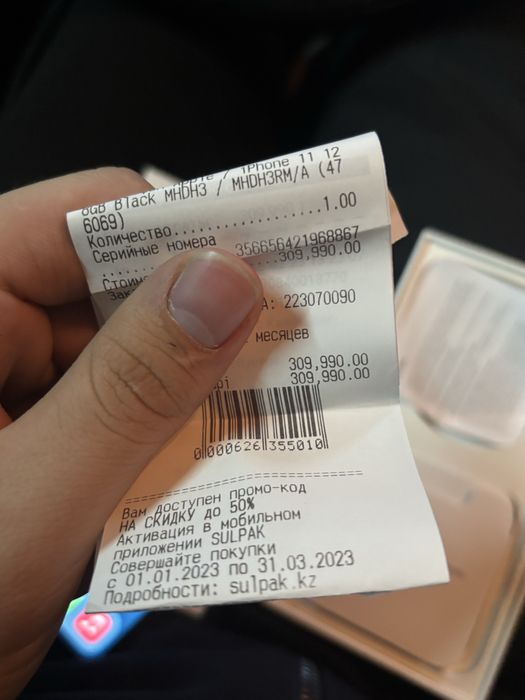 iPhone 11 12
8GB Black MHDH3 / MHDH3RM/A (47
6069)
Количество..................1.00
Серийные номера
356656421968867
....309,990.00
А: 223070090
месяцев
309,990.00
309,990.00
0000626355010
==============================
Вам доступен промо-код
НА СКИДКУ до 50%
Активация в мобильном
приложении SULPAK
Совершайте покупки
с 01.01.2023 по 31.03.2023
Подробности: sulpak.kz